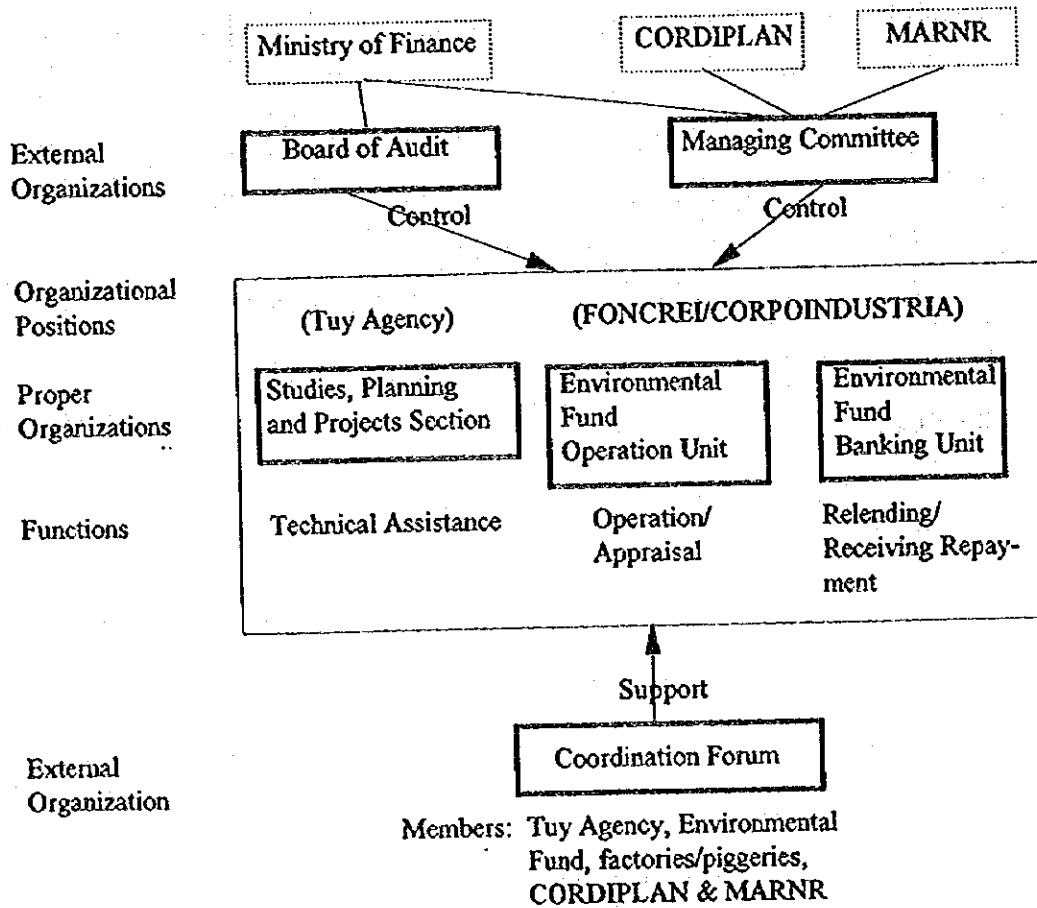 Ministry of Finance
CORDIPLAN
MARNR
External
Organizations
Board of Audit
Managing Committee
Control
Control
Organizational
Positions
(Tuy Agency)
(FONCREI/CORPOINDUSTRIA)
Proper
Organizations
Studies, Planning
and Projects Section
Environmental
Fund
Operation Unit
Environmental
Fund
Banking Unit
Functions
Technical Assistance
Operation/
Appraisal
Relending/
Receiving Repay-
ment
Support
External
Organization
Coordination Forum
Members: Tuy Agency, Environmental
Fund, factories/piggeries,
CORDIPLAN & MARNR